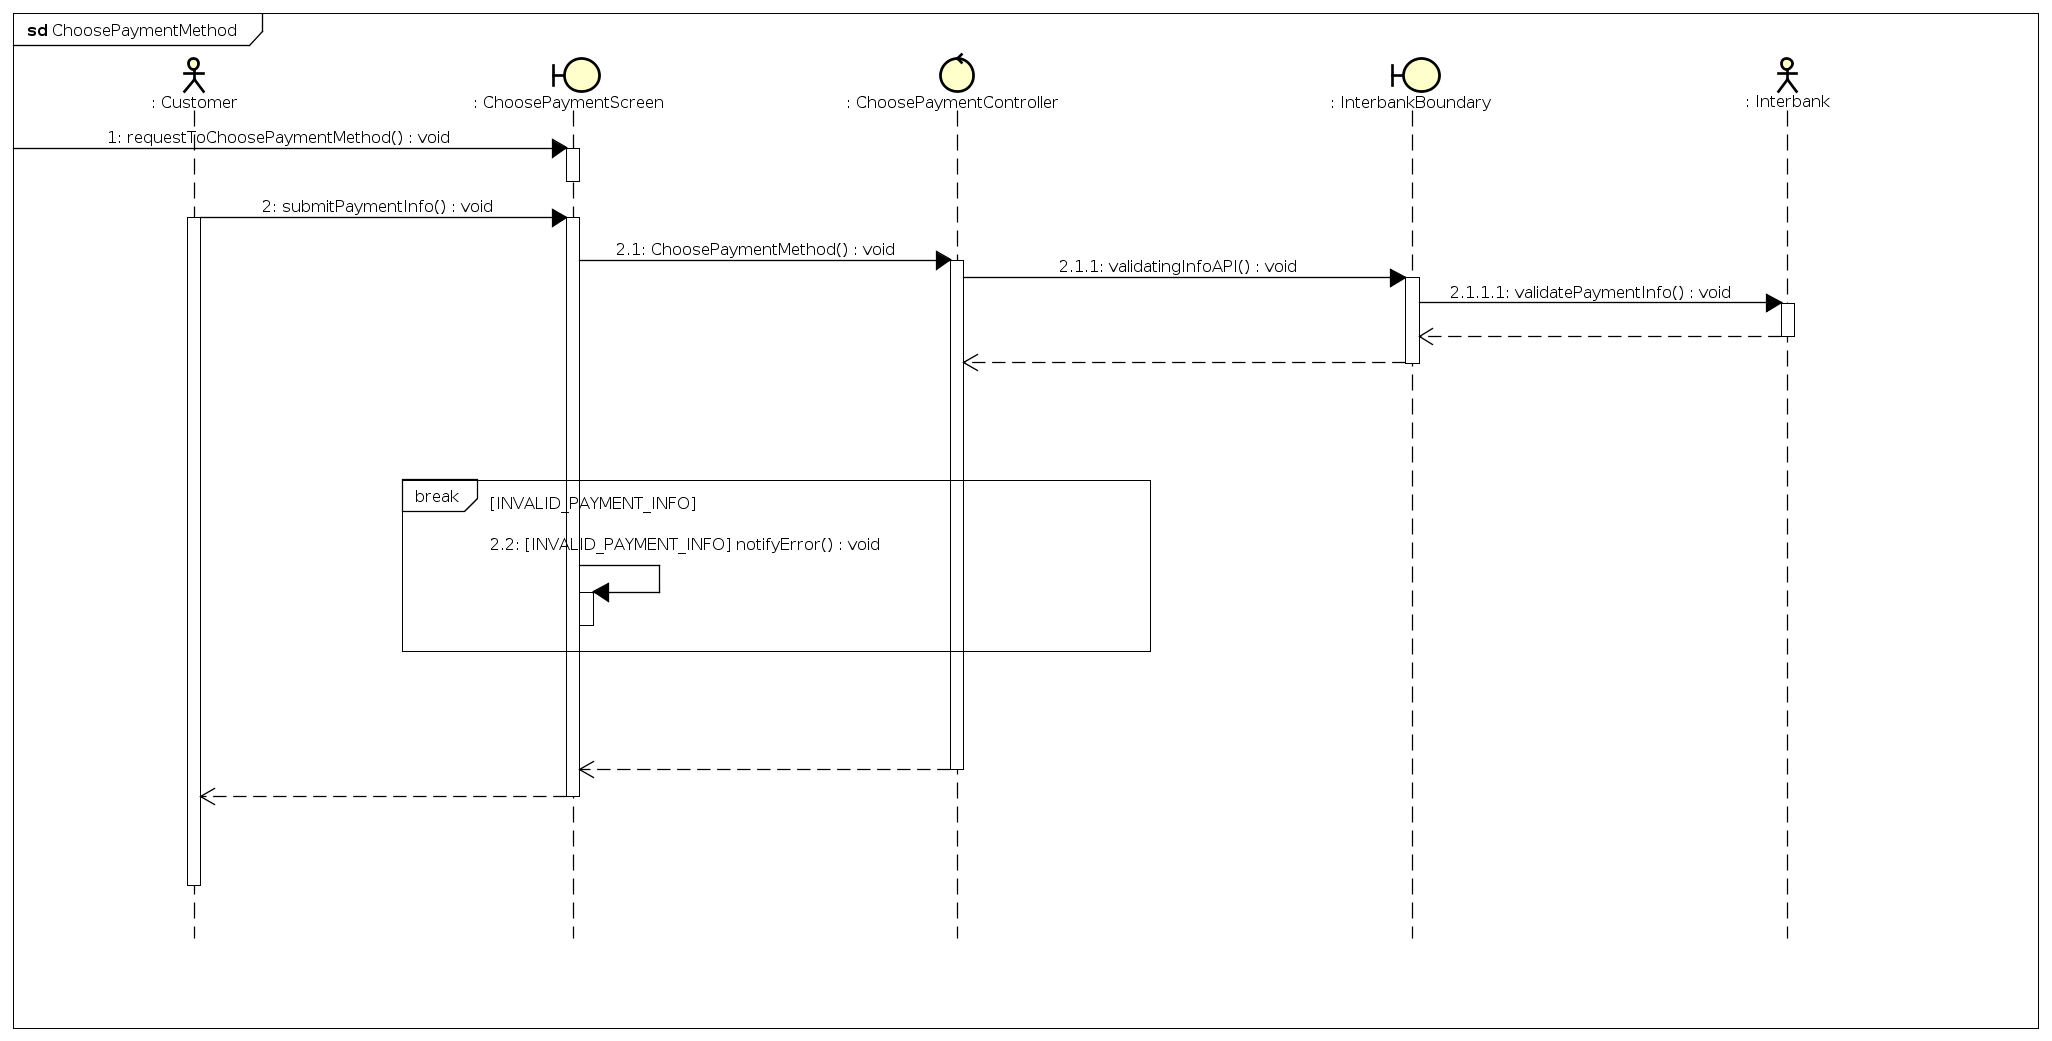 sd ChoosePaymentMethod
: Customer
: ChoosePaymentScreen
: ChoosePaymentController
: InterbankBoundary
: Interbank
1: requestToChoosePaymentMethod() : void
2: submitPaymentInfo() : void
2.1: ChoosePaymentMethod() : void
2.1.1: validatingInfoAPI() : void
2.1.1.1: validatePaymentInfo() : void
break
[INVALID_PAYMENT_INFO]
2.2: [INVALID_PAYMENT_INFO] notifyError() : void